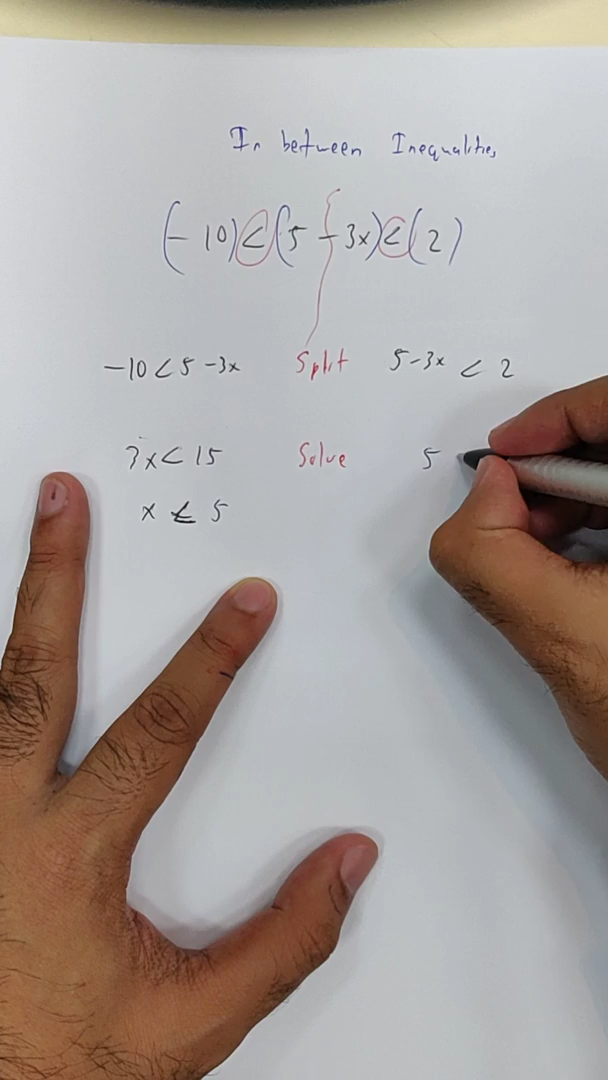 In between Inequalities
(-10)<(5-3x)<(2)
-10<5-3x Split 5-3x < 2
3x<15 Solve 5
x < 5